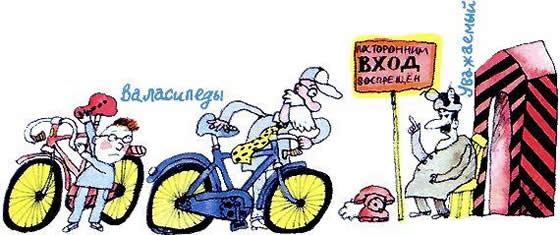 Валасипеды
ПОСТОРОННИМ
ВХОД
ВОСПРЕЩЁН
Уважаемый